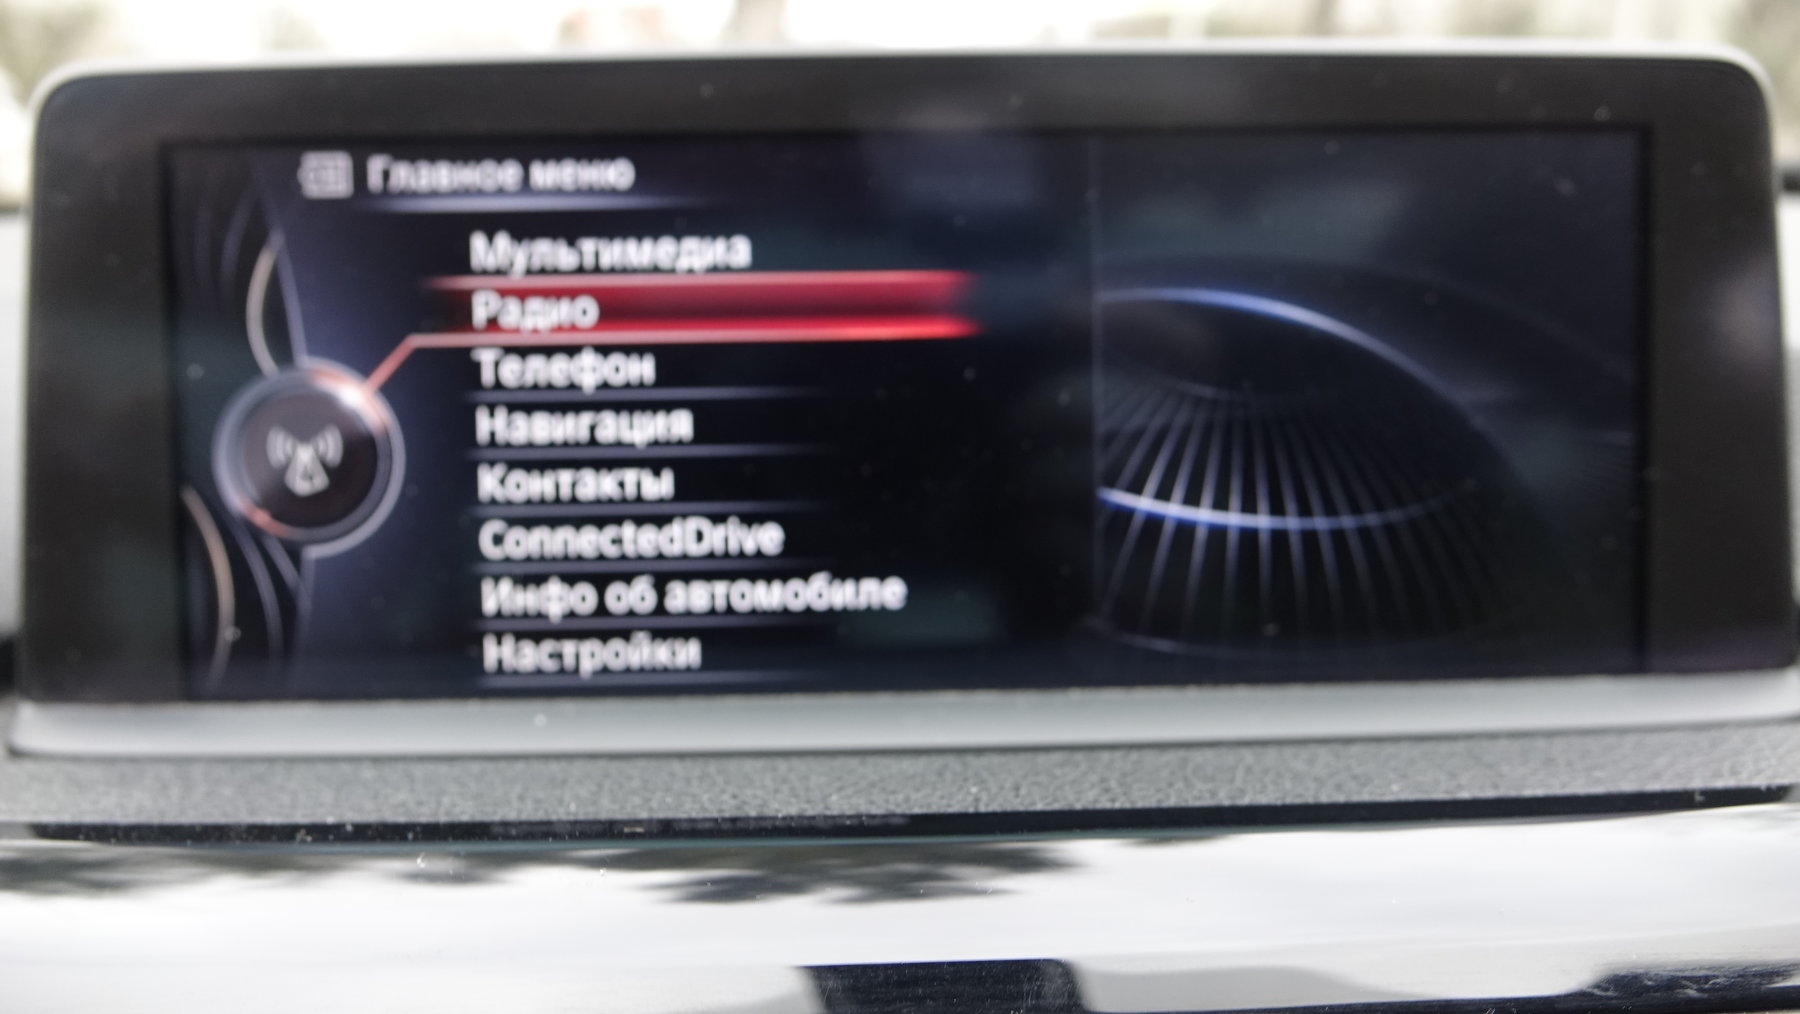 Главное меню
Мультимедиа
Радио
Телефон
Навигация
Контакты
ConnectedDrive
Инфо об автомобиле
Настройки